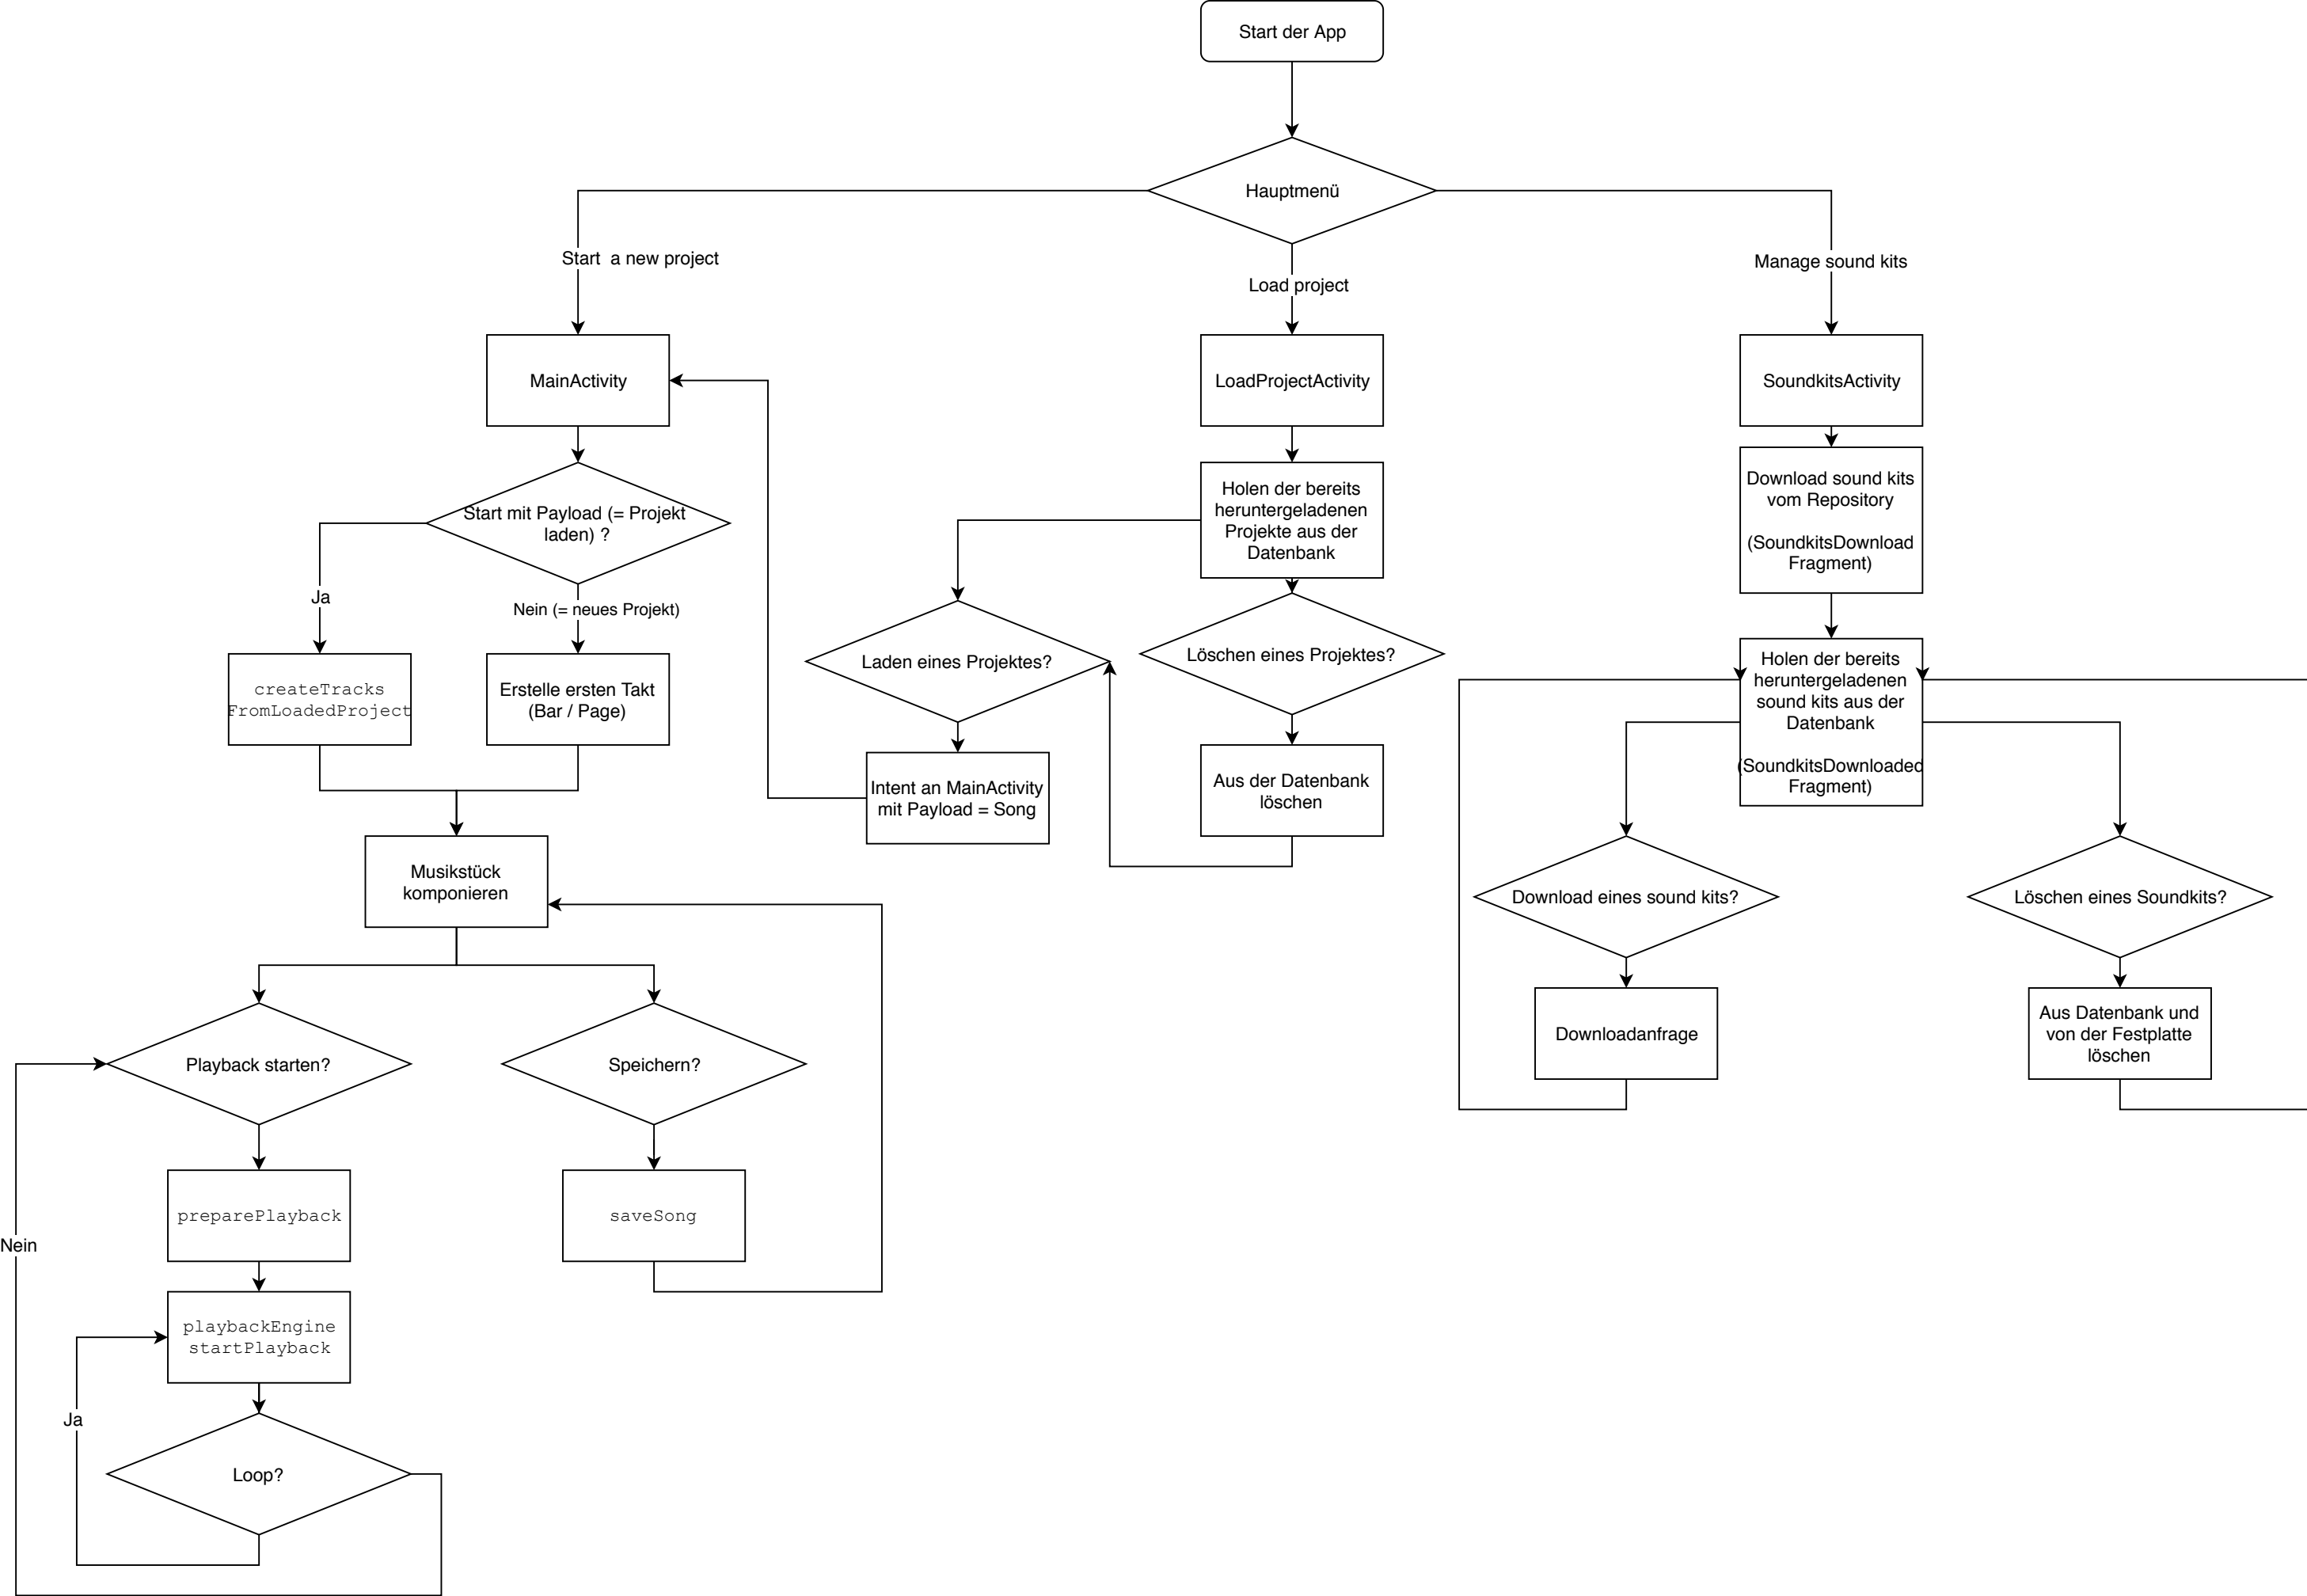 Start der App
Hauptmenü
Start  a new project
Load project
Manage sound kits
MainActivity
LoadProjectActivity
SoundkitsActivity
Start mit Payload (= Projekt
laden) ?
Ja
Nein (= neues Projekt)
createTracks
FromLoadedProject
Erstelle ersten Takt
(Bar / Page)
Holen der bereits
heruntergeladenen
Projekte aus der
Datenbank
Laden eines Projektes?
Löschen eines Projektes?
Intent an MainActivity
mit Payload = Song
Aus der Datenbank
löschen
Download sound kits
vom Repository
(SoundkitsDownload
Fragment)
Holen der bereits
heruntergeladenen
sound kits aus der
Datenbank
(SoundkitsDownloaded
Fragment)
Download eines sound kits?
Löschen eines Soundkits?
Downloadanfrage
Aus Datenbank und
von der Festplatte
löschen
Musikstück
komponieren
Playback starten?
Speichern?
preparePlayback
saveSong
Nein
playbackEngine
startPlayback
Ja
Loop?